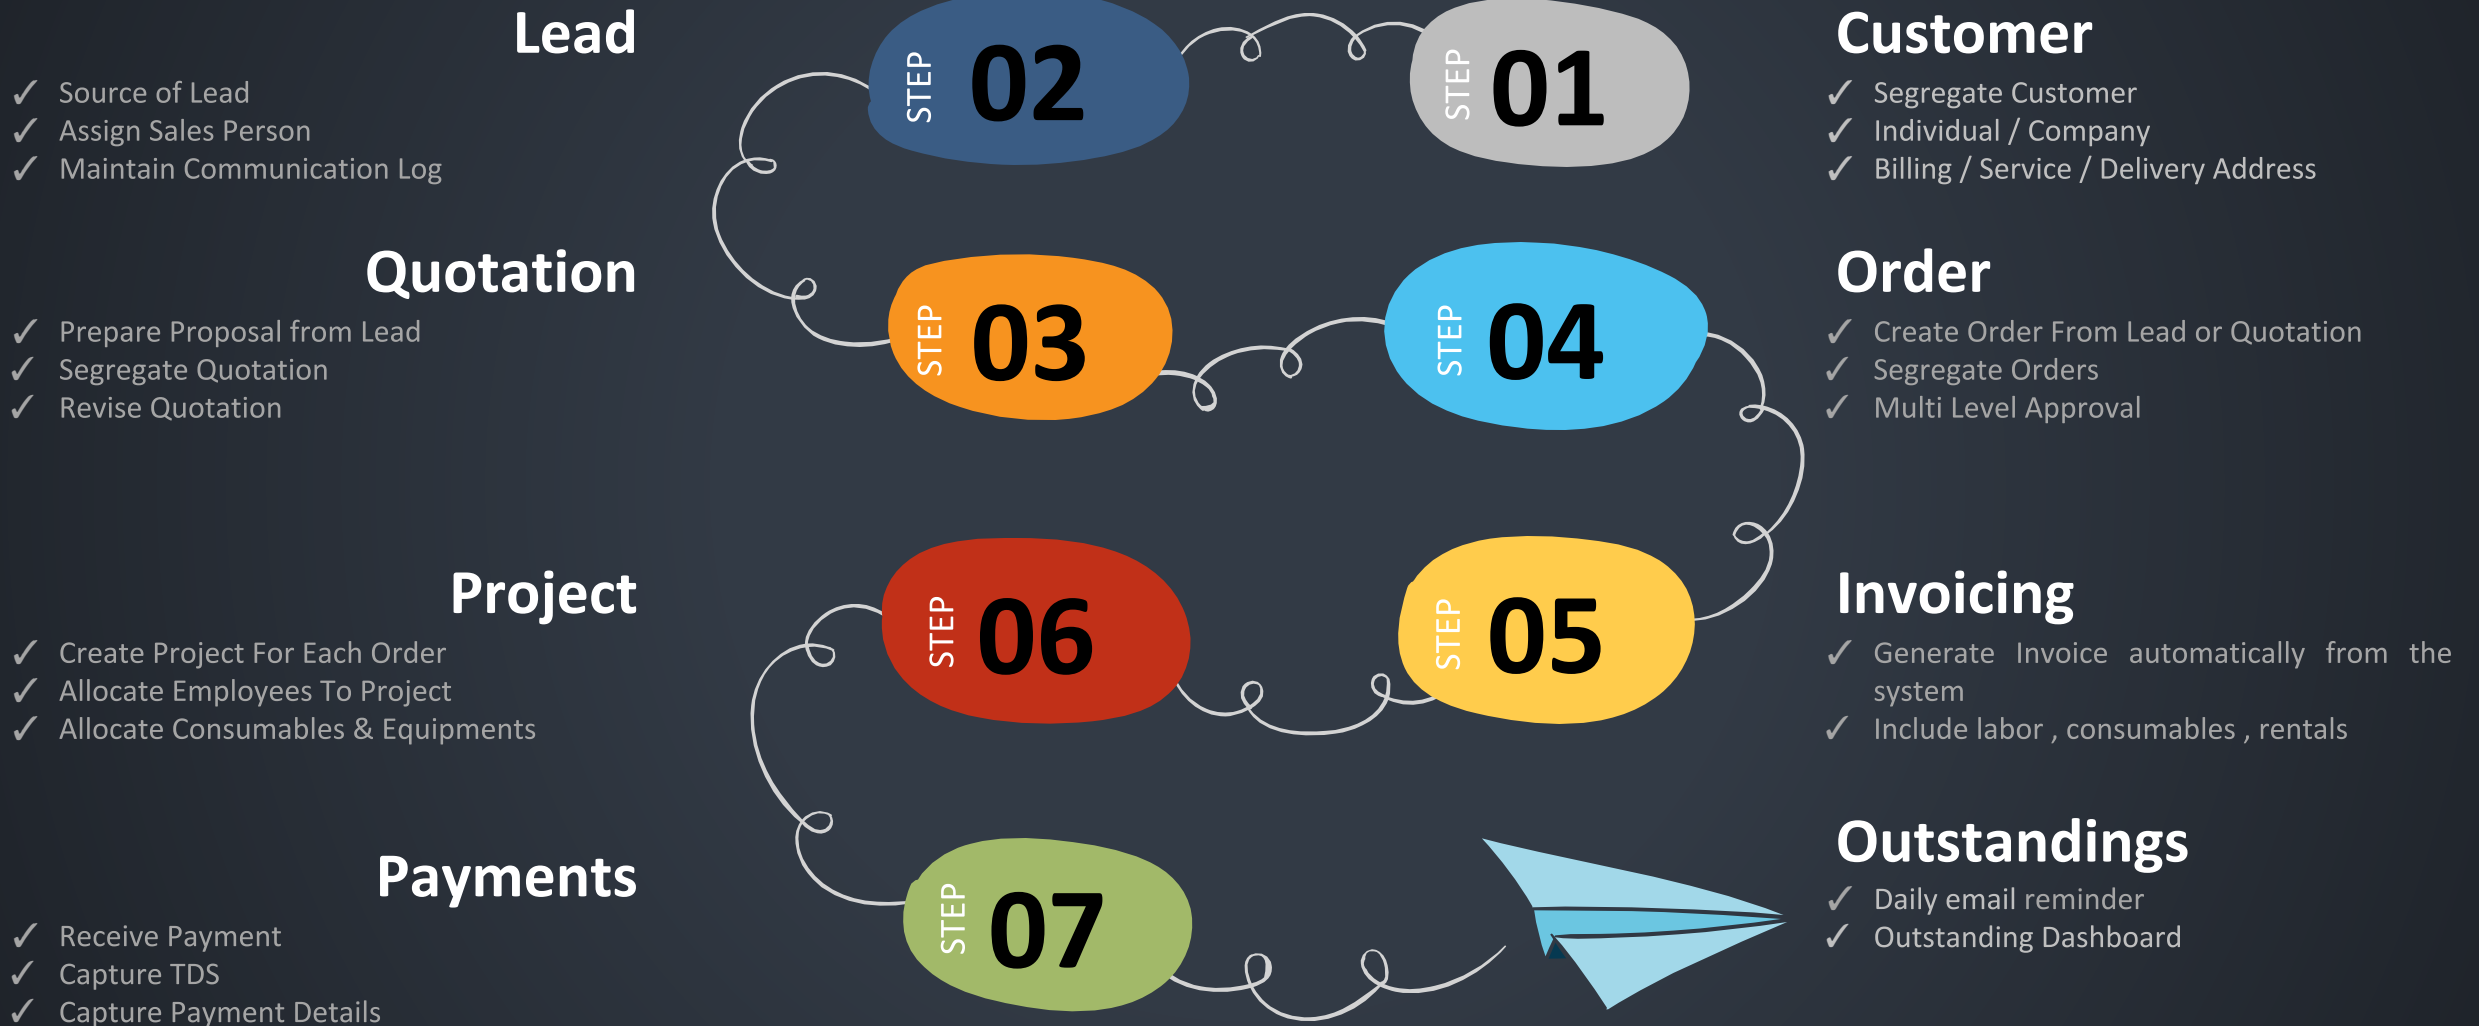 Lead
✓ Source of Lead
✓ Assign Sales Person
✓ Maintain Communication Log
STEP 02
STEP 01
Customer
✓ Segregate Customer
✓ Individual / Company
✓ Billing / Service / Delivery Address
Quotation
✓ Prepare Proposal from Lead
✓ Segregate Quotation
✓ Revise Quotation
STEP 03
STEP 04
Order
✓ Create Order From Lead or Quotation
✓ Segregate Orders
✓ Multi Level Approval
Project
✓ Create Project For Each Order
✓ Allocate Employees To Project
✓ Allocate Consumables & Equipments
STEP 06
STEP 05
Invoicing
✓ Generate Invoice automatically from the
system
✓ Include labor , consumables , rentals
Payments
✓ Receive Payment
✓ Capture TDS
✓ Capture Payment Details
STEP 07
Outstandings
✓ Daily email reminder
✓ Outstanding Dashboard